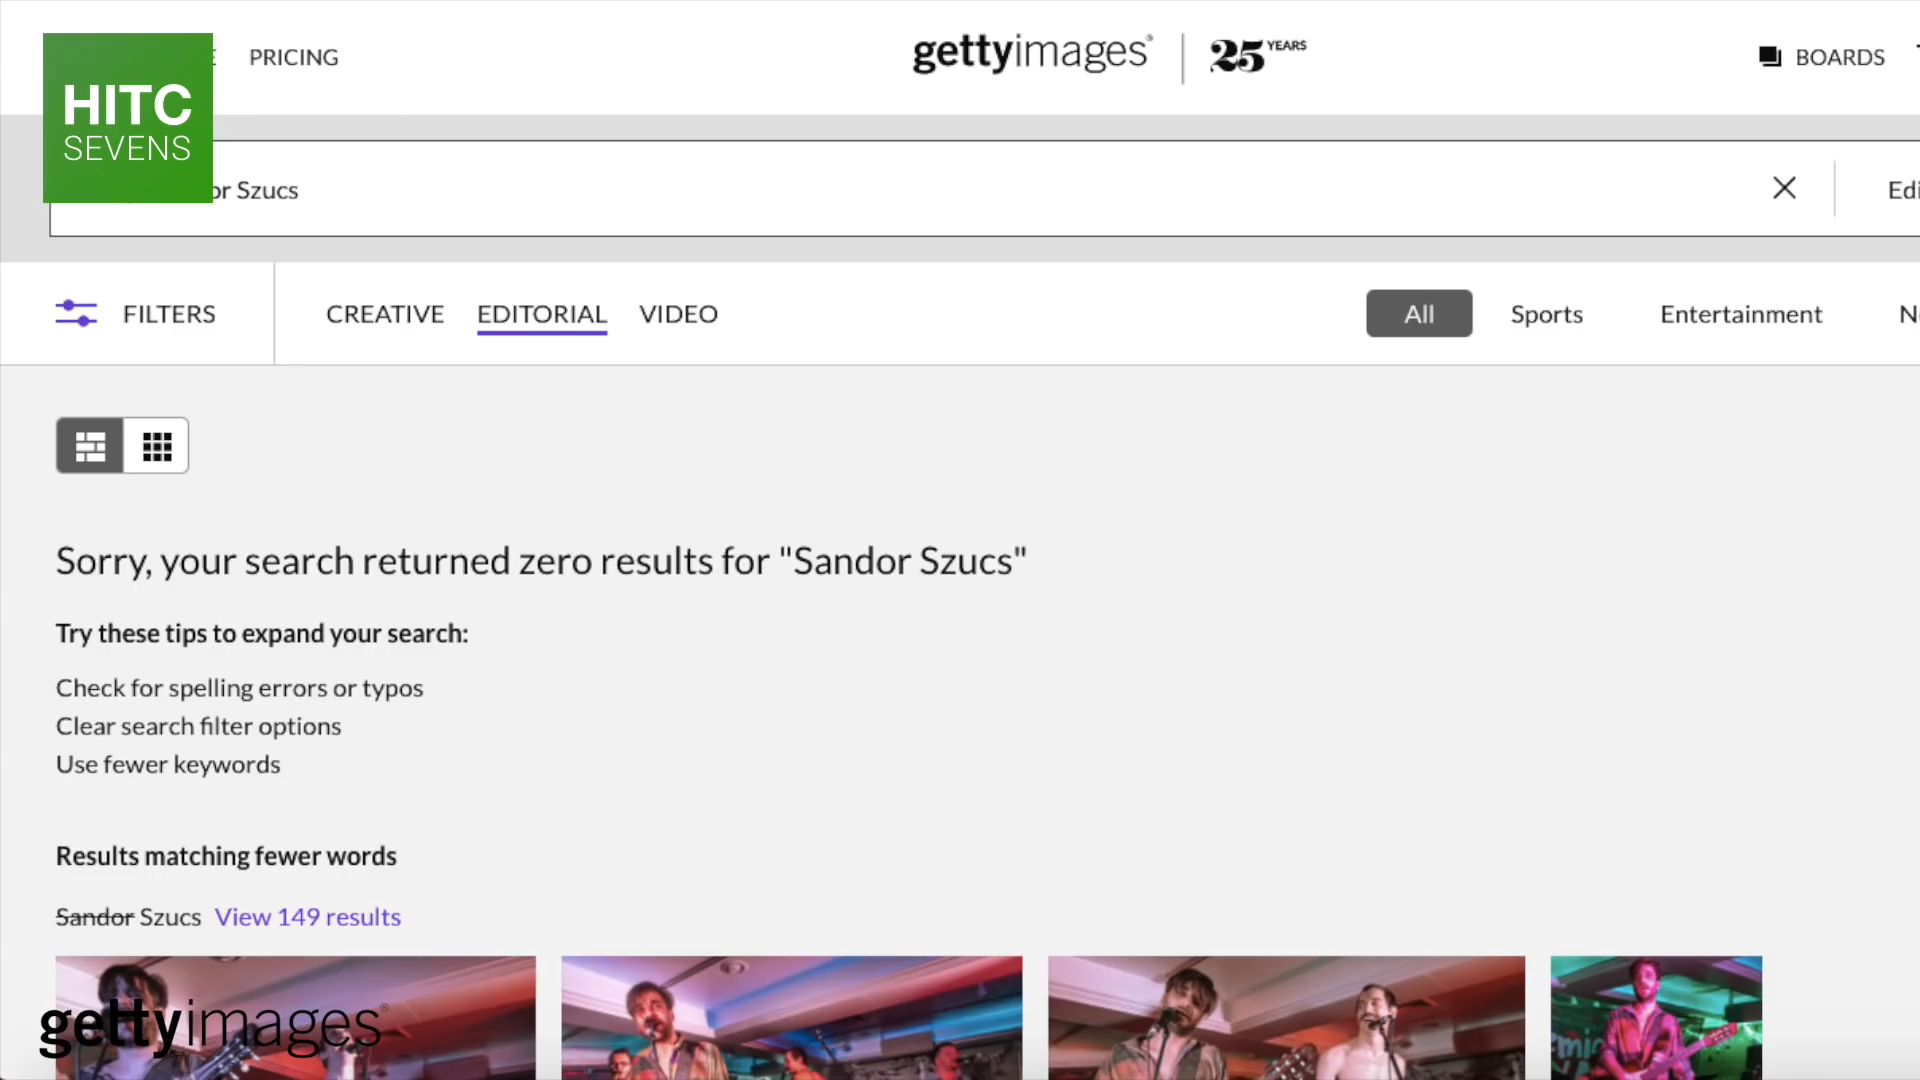 PRICING
gettyimages® 25 YEARS
BOARDS
HITC
SEVENS
or Szucs
FILTERS
CREATIVE EDITORIAL VIDEO
All Sports Entertainment
Sorry, your search returned zero results for "Sandor Szucs"
Try these tips to expand your search:
Check for spelling errors or typos
Clear search filter options
Use fewer keywords
Results matching fewer words
Sandor Szucs View 149 results
gettyimages®